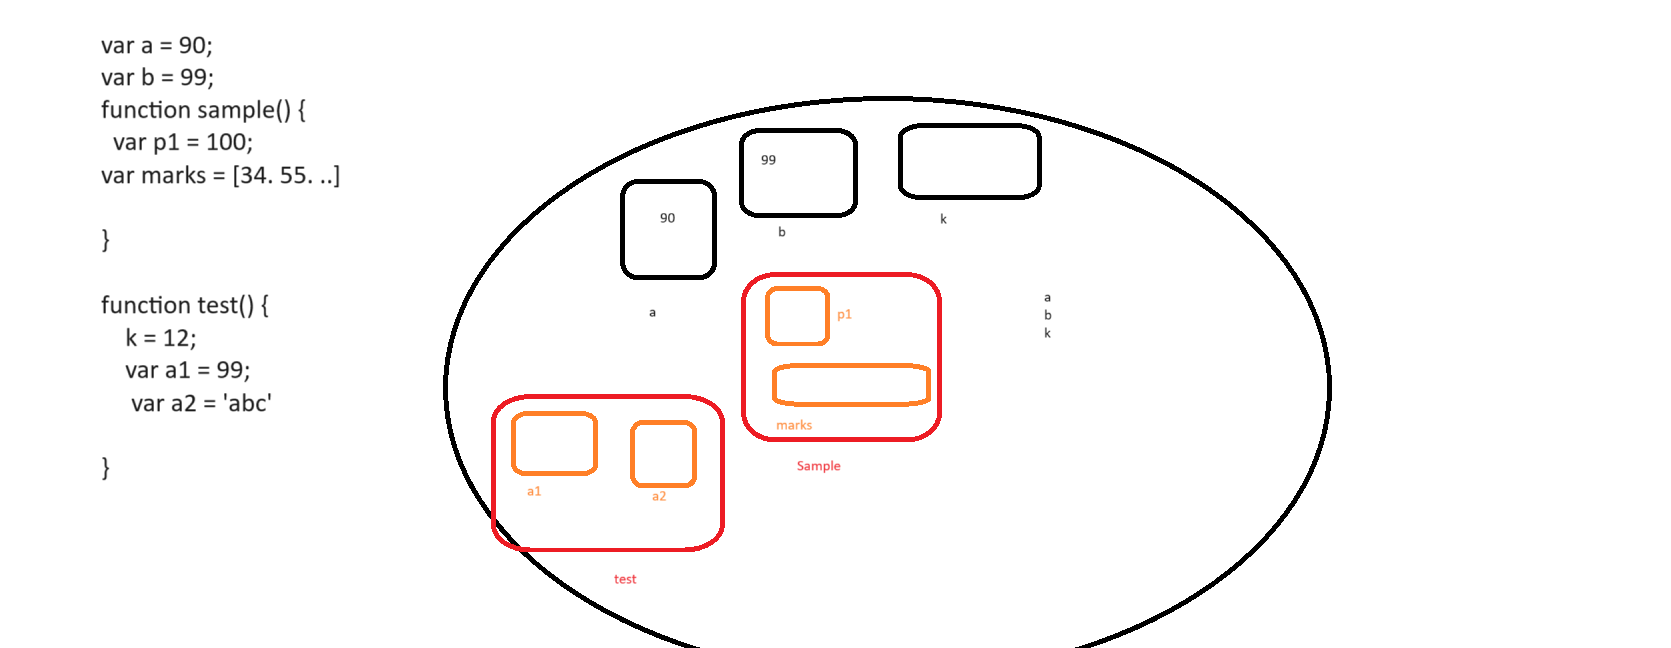 var a = 90;
var b = 99;
function sample() {
var p1 = 100;
var marks = [34. 55. ..]
}
function test() {
k = 12;
var a1 = 99;
var a2 = 'abc'
}
99
90
b
k
a
p1
marks
Sample
a
b
k
a1
a2
test